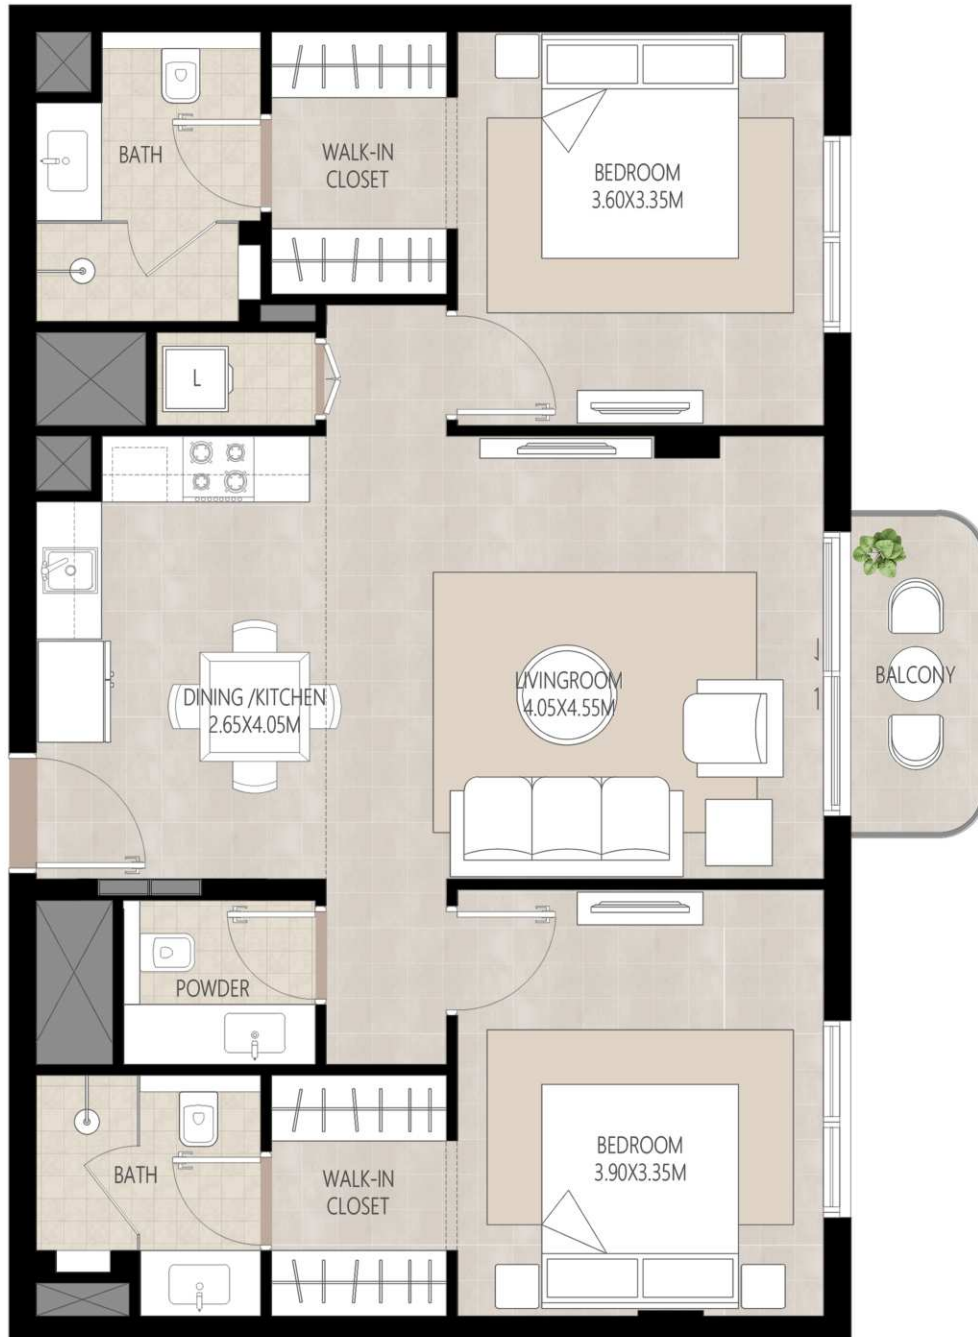 BATH
WALK-IN
CLOSET
BEDROOM
3.60X3.35M
L
DINING /KITCHEN
2.65X4.05M
LIVINGROOM
4.05X4.55M
BALCONY
POWDER
BATH
WALK-IN
CLOSET
BEDROOM
3.90X3.35M